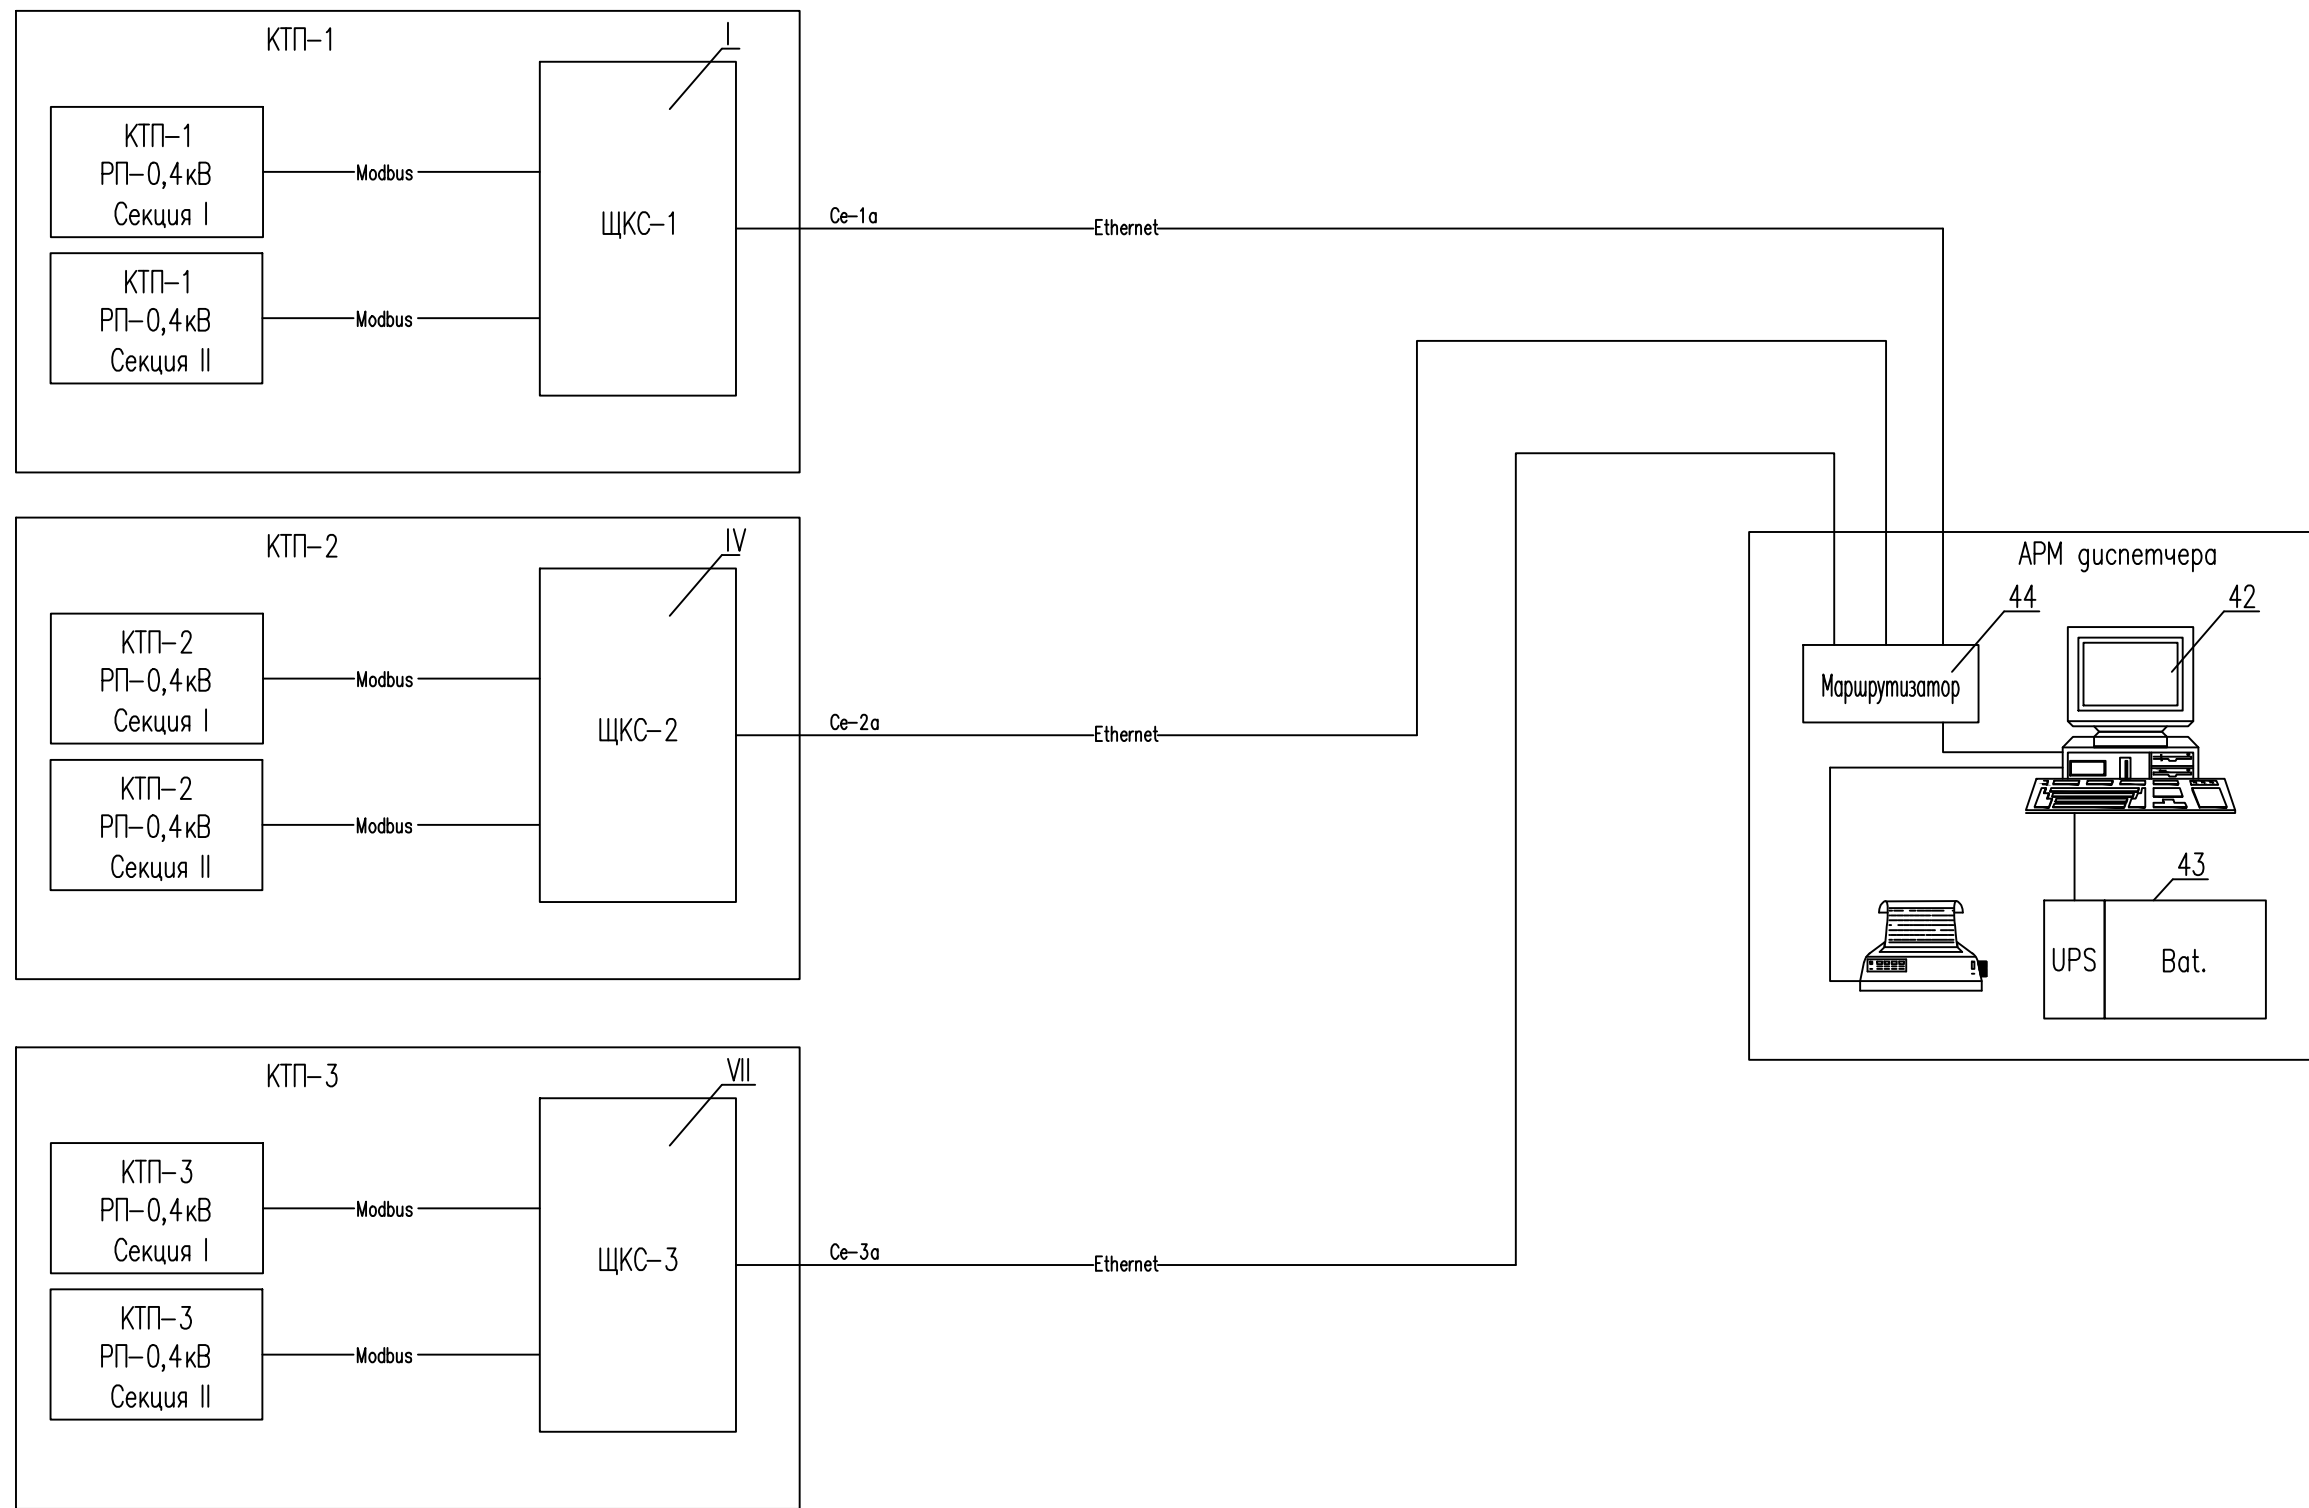 КТП-1
I
КТП-1
РП-0,4кВ
Секция I
Modbus
КТП-1
РП-0,4кВ
Секция II
Modbus
ЩКС-1
Се-1а
Ethernet
КТП-2
IV
КТП-2
РП-0,4кВ
Секция I
Modbus
КТП-2
РП-0,4кВ
Секция II
Modbus
ЩКС-2
Се-2а
Ethernet
КТП-3
VII
КТП-3
РП-0,4кВ
Секция I
Modbus
КТП-3
РП-0,4кВ
Секция II
Modbus
ЩКС-3
Се-3а
Ethernet
АРМ диспетчера
44
42
Маршрутизатор
43
UPS
Bat.